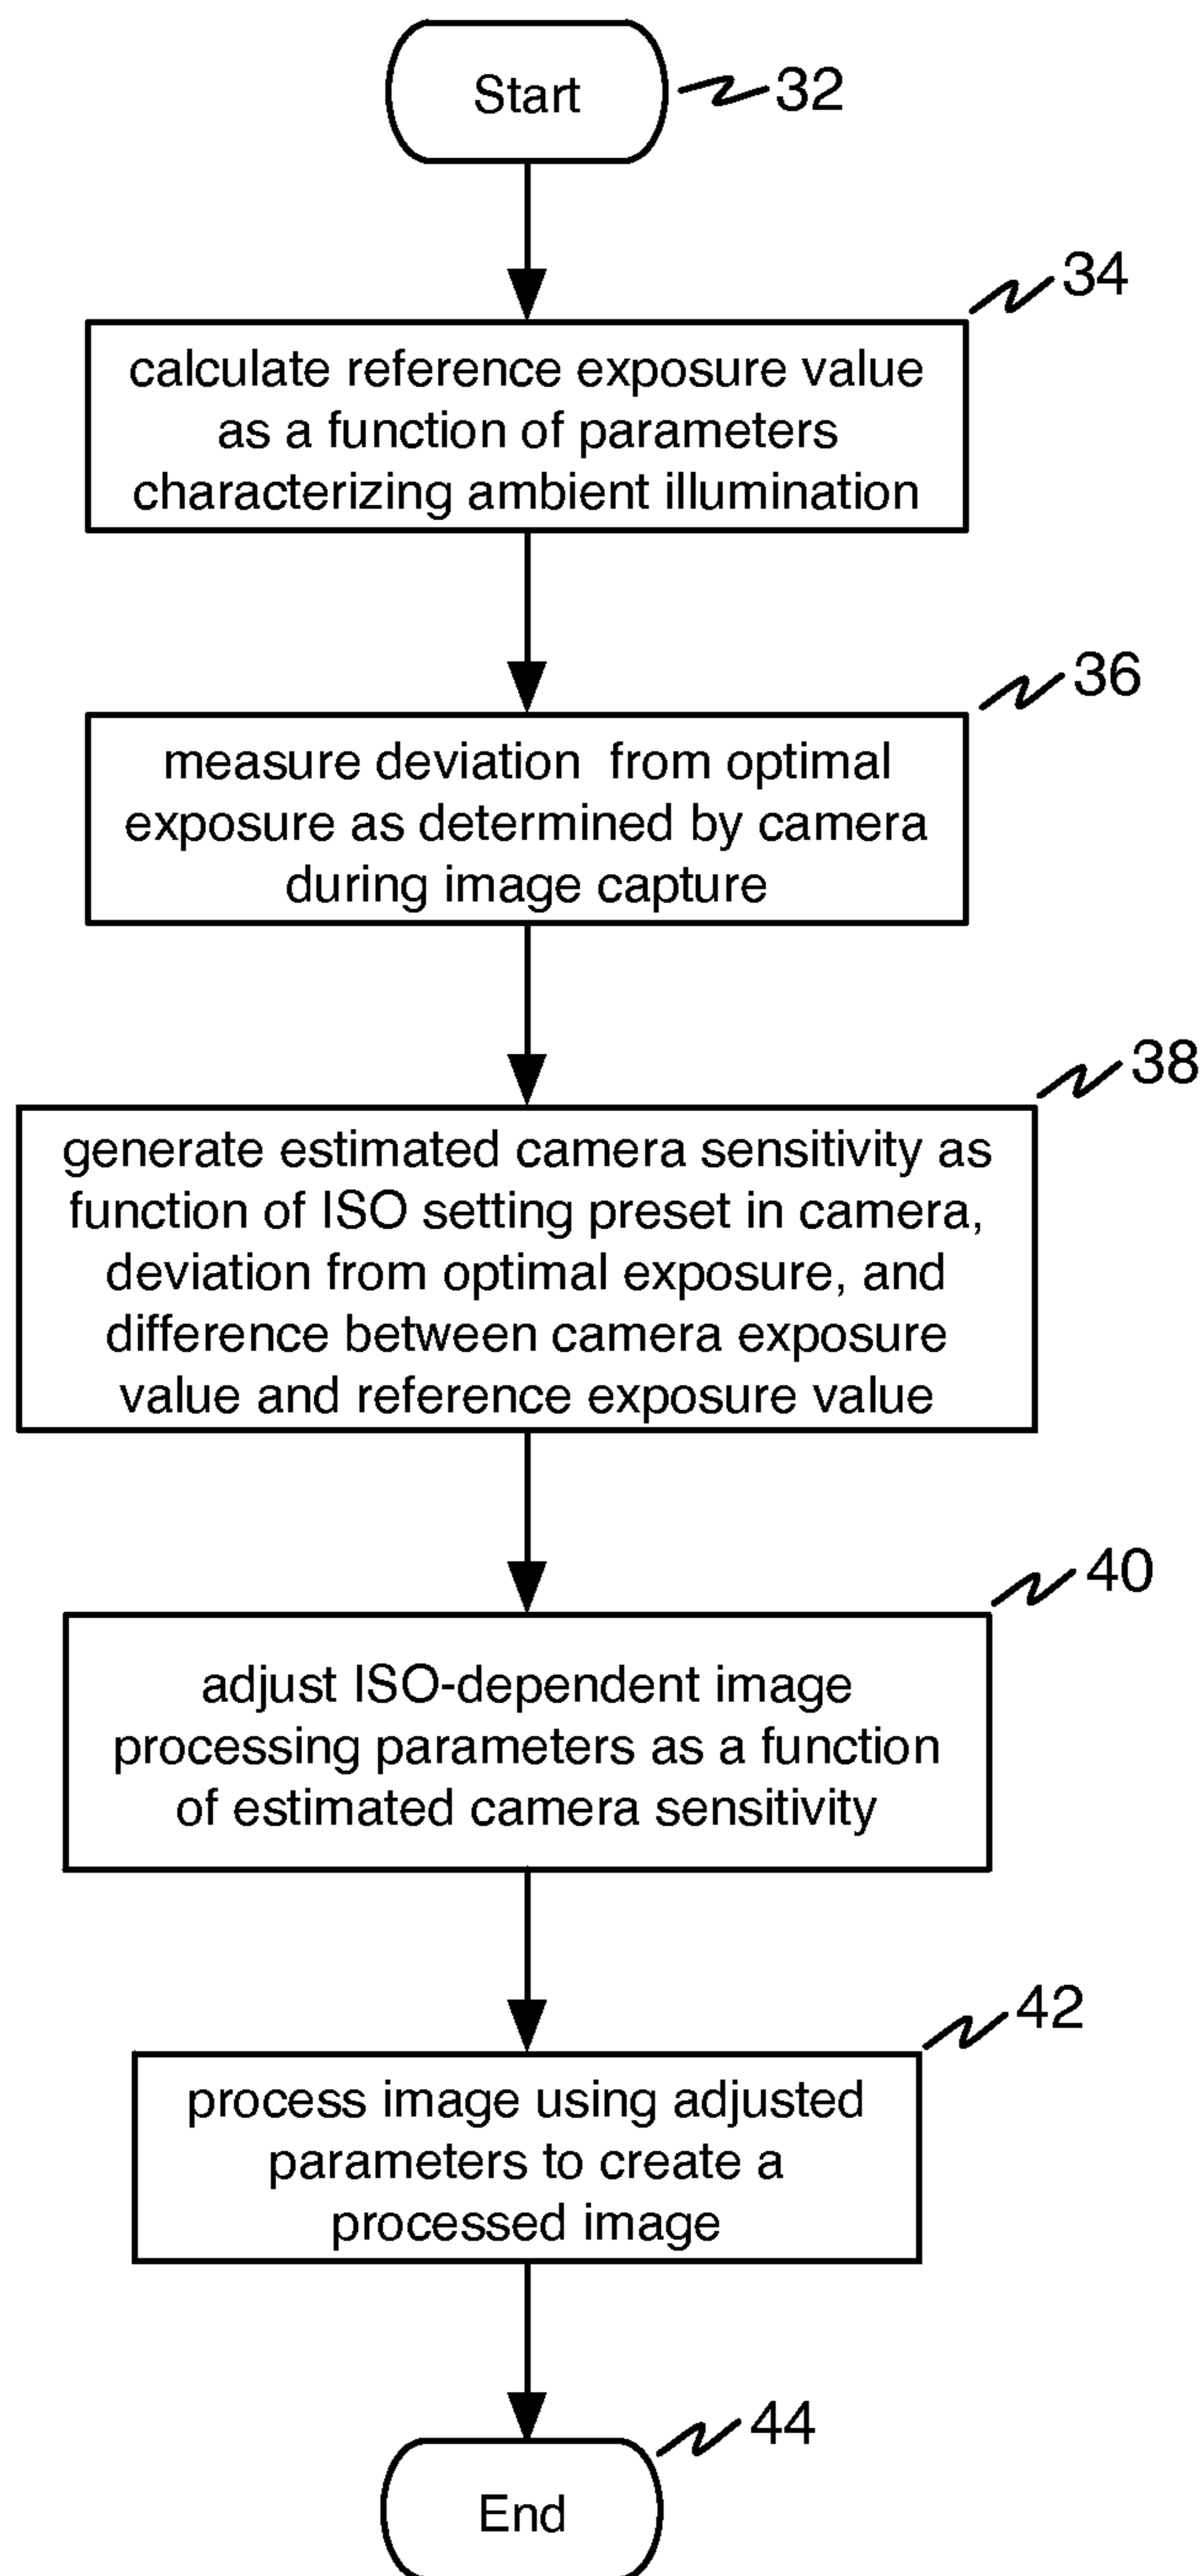 Start
32
34
calculate reference exposure value
as a function of parameters
characterizing ambient illumination
36
measure deviation from optimal
exposure as determined by camera
during image capture
38
generate estimated camera sensitivity as
function of ISO setting preset in camera,
deviation from optimal exposure, and
difference between camera exposure
value and reference exposure value
40
adjust ISO-dependent image
processing parameters as a function
of estimated camera sensitivity
42
process image using adjusted
parameters to create a
processed image
44
End